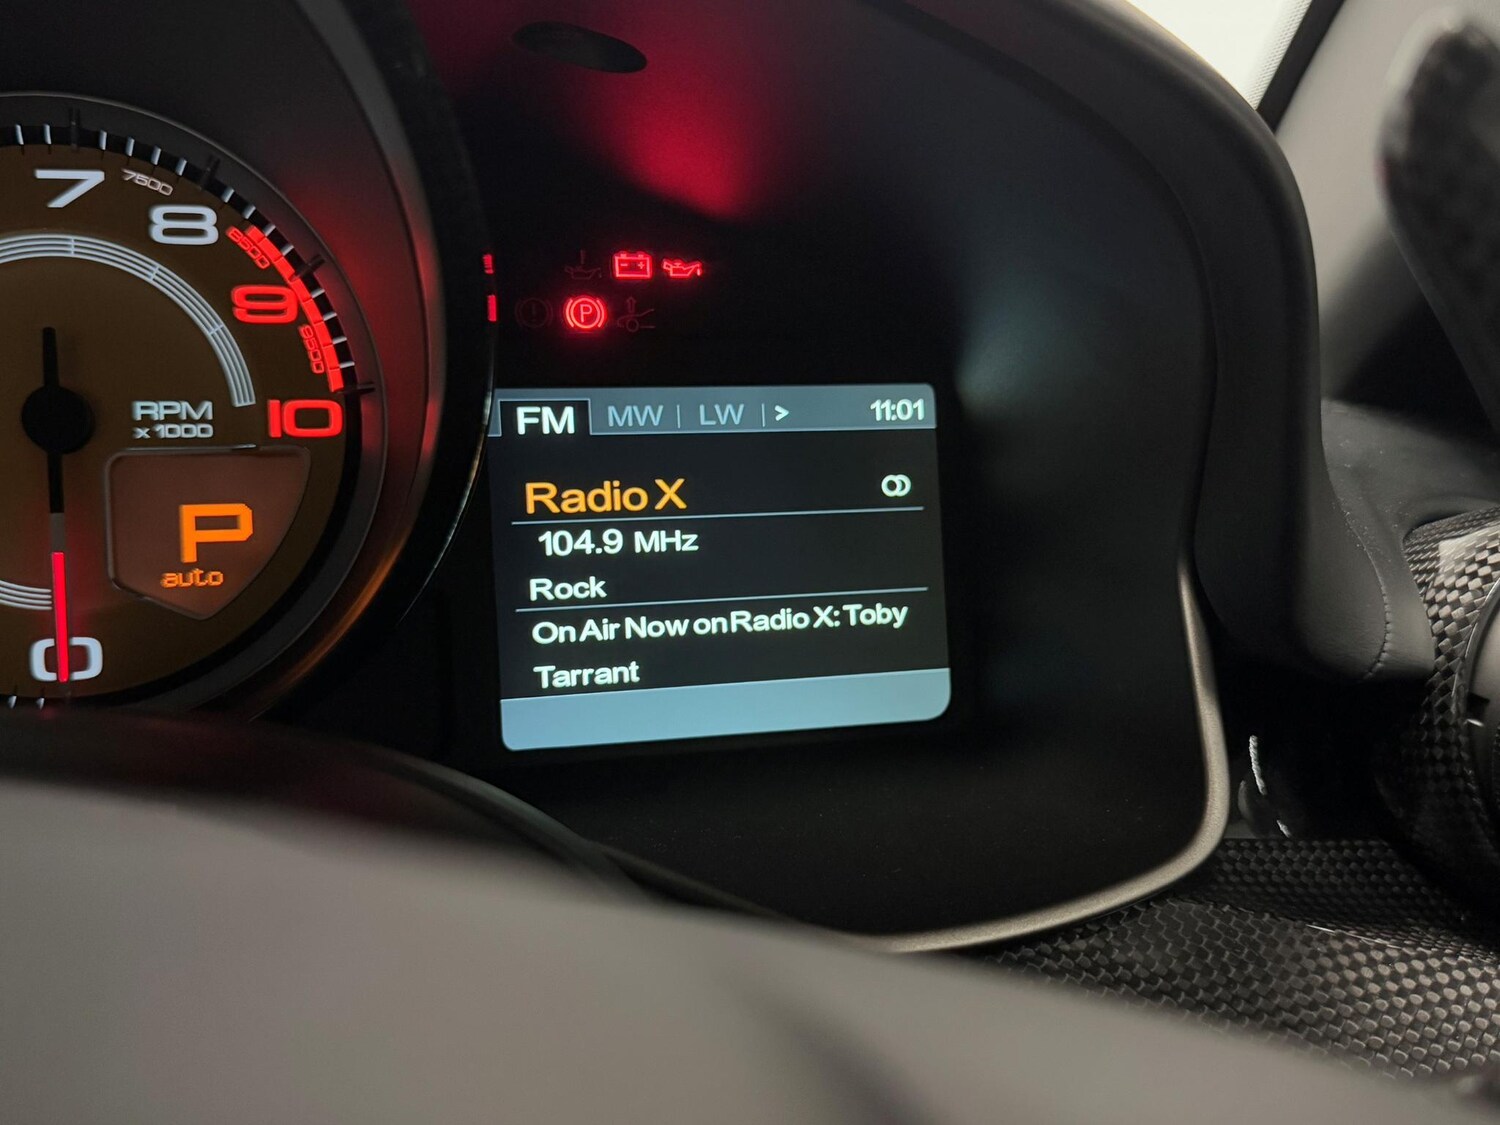 7
7500
8
8500
9
9500
10
RPM
x 1000
P
auto
0
P
FM MW | LW | > 11:01
Radio X
104.9 MHz
Rock
On Air Now on Radio X: Toby
Tarrant